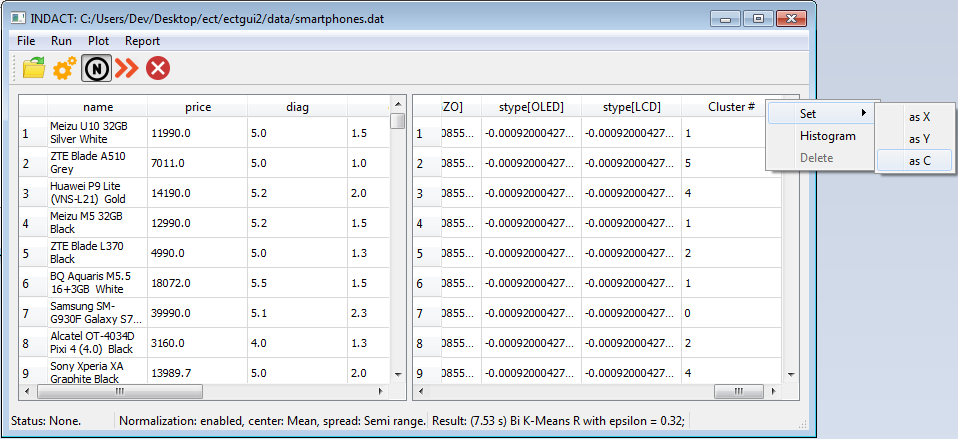 INDACT: C:/Users/Dev/Desktop/ect/ectgui2/data/smartphones.dat
File Run Plot Report
N
name price diag
ZO] stype[OLED] stype[LCD] Cluster #
1 Meizu U10 32GB Silver White 11990.0 5.0 1.5
2 ZTE Blade A510 Grey 7011.0 5.0 1.0
3 Huawei P9 Lite (VNS-L21) Gold 14190.0 5.2 2.0
4 Meizu M5 32GB Black 12990.0 5.2 1.5
5 ZTE Blade L370 Black 4990.0 5.0 1.3
6 BQ Aquaris M5.5 16+3GB White 18072.0 5.5 1.5
7 Samsung SM-G930F Galaxy S7... 39990.0 5.1 2.3
8 Alcatel OT-4034D Pixi 4 (4.0) Black 3160.0 4.0 1.3
9 Sony Xperia XA Graphite Black 13989.7 5.0 2.0
1 0855... -0.00092000427... -0.00092000427... 1
2 0855... -0.00092000427... -0.00092000427... 5
3 0855... -0.00092000427... -0.00092000427... 4
4 0855... -0.00092000427... -0.00092000427... 1
5 0855... -0.00092000427... -0.00092000427... 2
6 0855... -0.00092000427... -0.00092000427... 1
7 0855... -0.00092000427... -0.00092000427... 0
8 0855... -0.00092000427... -0.00092000427... 2
9 0855... -0.00092000427... -0.00092000427... 4
Set
Histogram
Delete
as X
as Y
as C
Status: None. Normalization: enabled, center: Mean, spread: Semi range. Result: (7.53 s) Bi K-Means R with epsilon = 0.32;